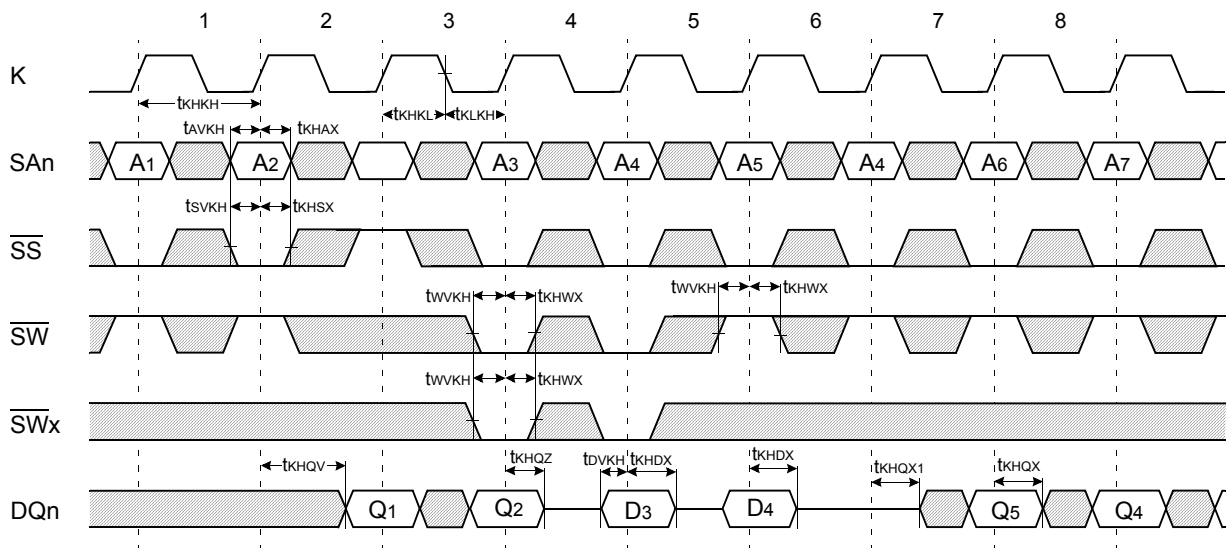 1 2 3 4 5 6 7 8
K
tKHKH tKHKL tKLKH
tAVKH tKHAX
SAn A1 A2 A3 A4 A5 A4 A6 A7
tSVKH tKHSX
SS
tWVKH tKHWX tWVKH tKHWX
SW
tWVKH tKHWX
SWx
tKHQV tKHQZ tDVKH tKHDX tKHDX tKHQX1 tKHQX
DQn Q1 Q2 D3 D4 Q5 Q4